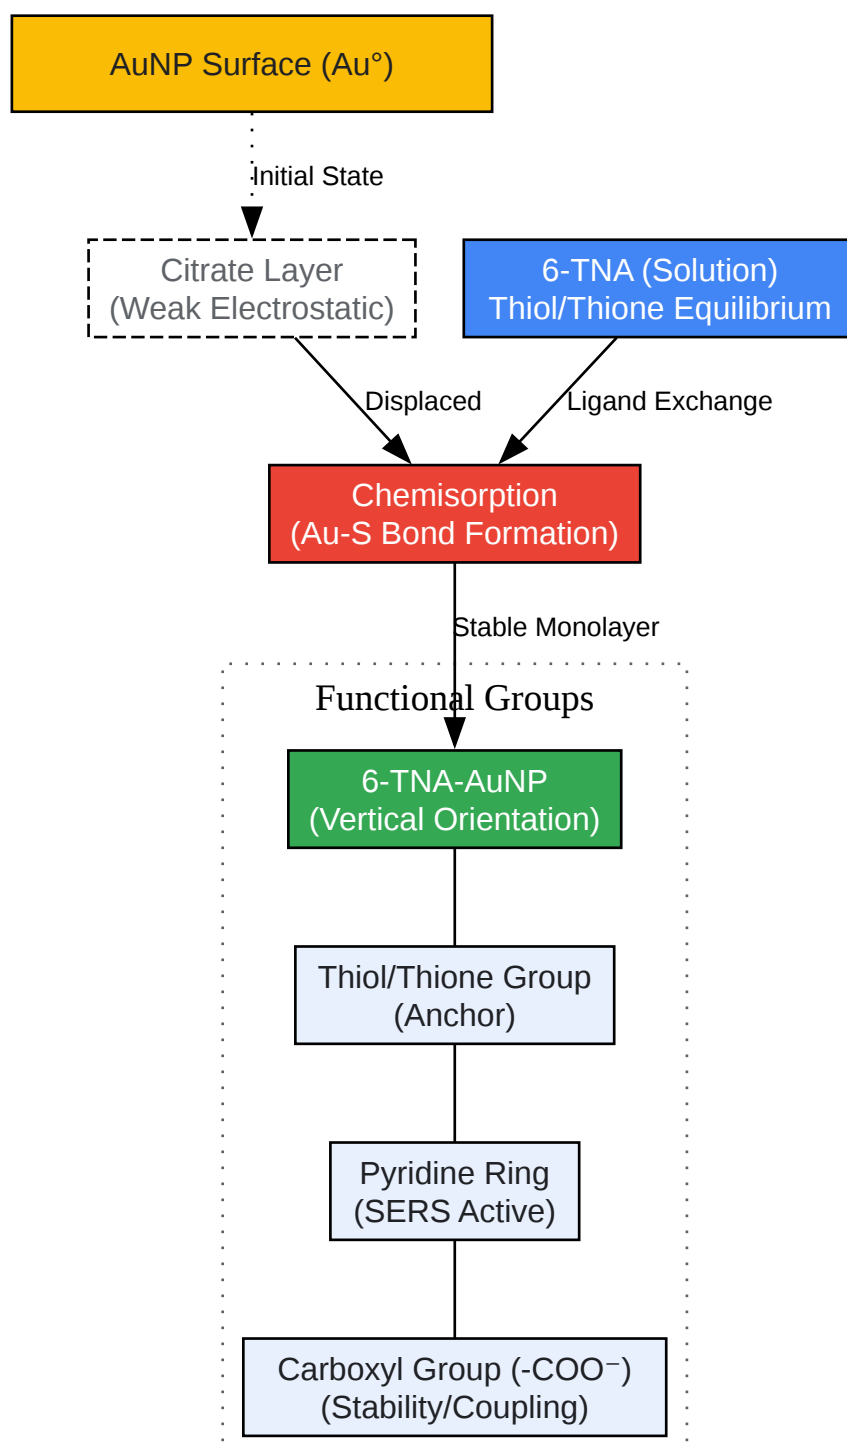 AuNP Surface (Au°)
Initial State
Citrate Layer
(Weak Electrostatic)
6-TNA (Solution)
Thiol/Thione Equilibrium
Displaced
Ligand Exchange
Chemisorption
(Au-S Bond Formation)
Stable Monolayer
Functional Groups
6-TNA-AuNP
(Vertical Orientation)
Thiol/Thione Group
(Anchor)
Pyridine Ring
(SERS Active)
Carboxyl Group (-COO⁻)
(Stability/Coupling)